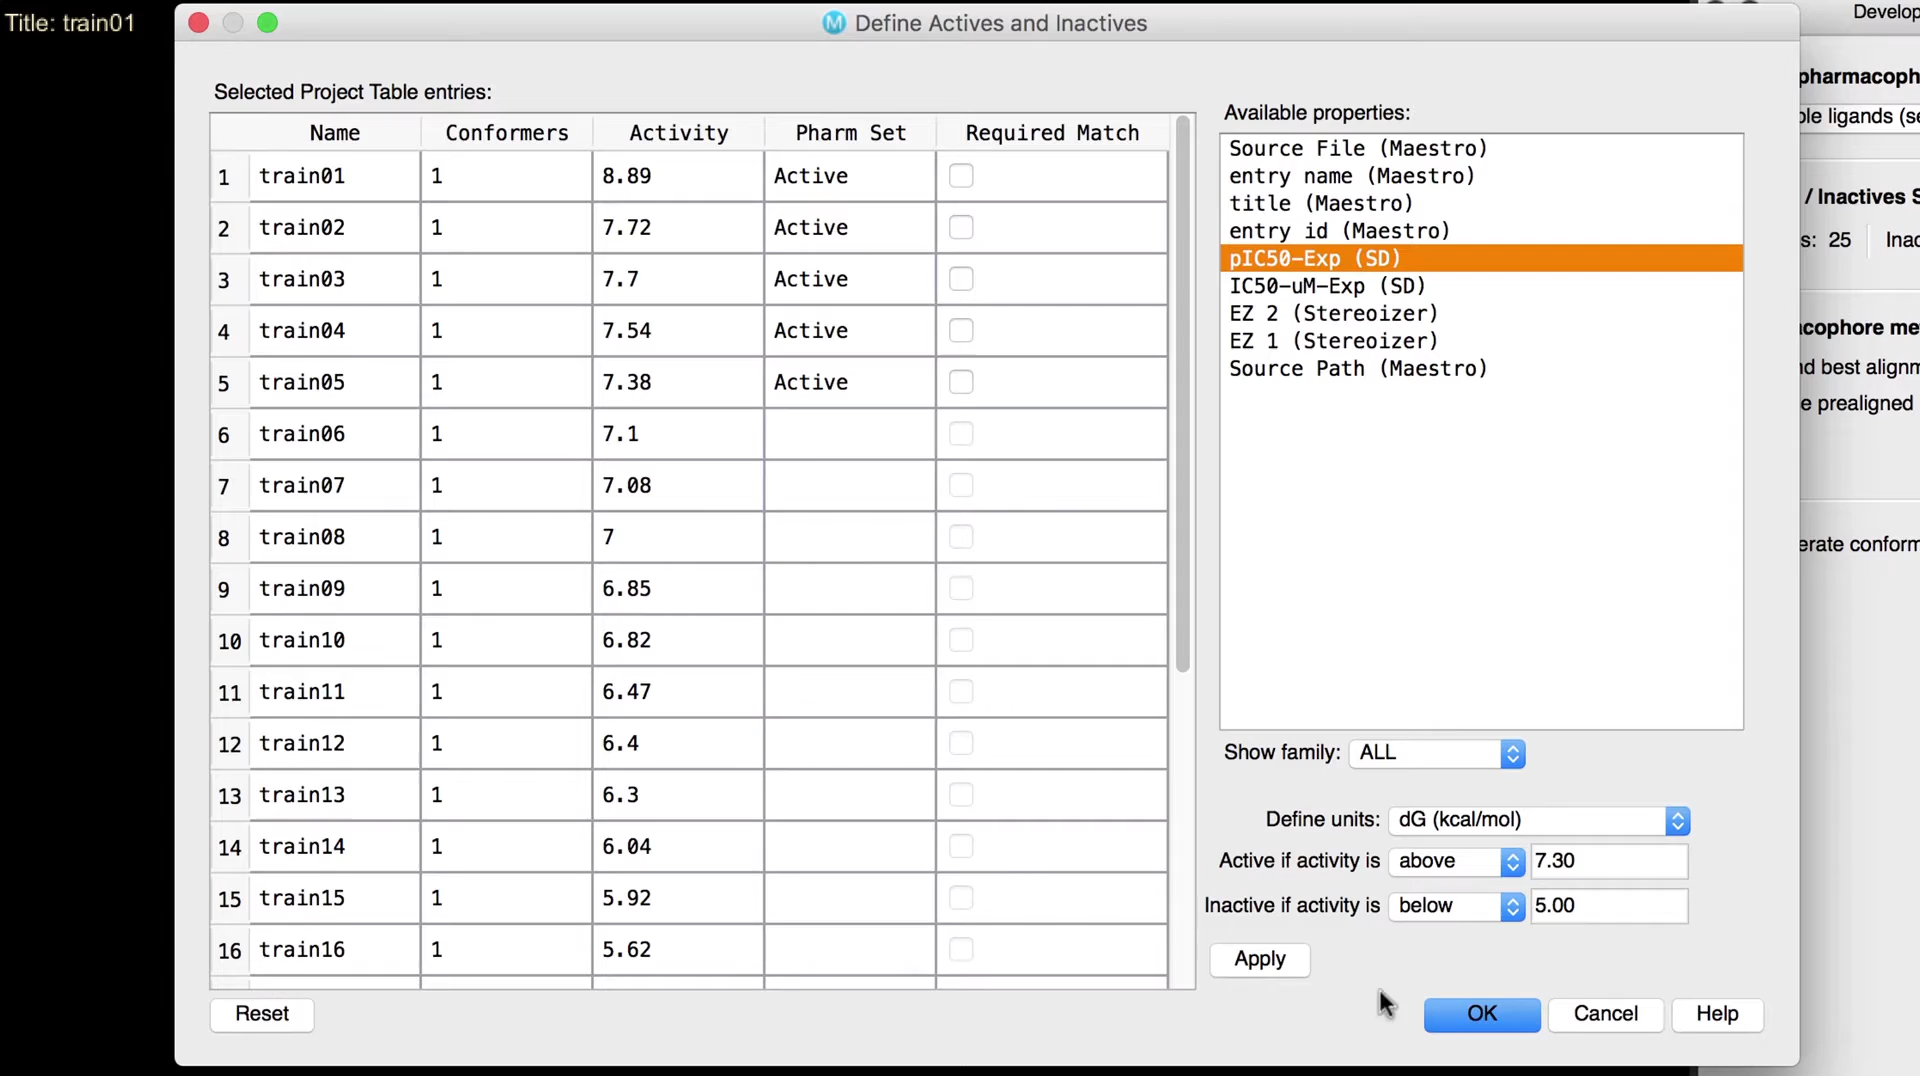 Title: train01
Define Actives and Inactives
Selected Project Table entries:
Name Conformers Activity Pharm Set Required Match
1 train01 1 8.89 Active
2 train02 1 7.72 Active
3 train03 1 7.7 Active
4 train04 1 7.54 Active
5 train05 1 7.38 Active
6 train06 1 7.1
7 train07 1 7.08
8 train08 1 7
9 train09 1 6.85
10 train10 1 6.82
11 train11 1 6.47
12 train12 1 6.4
13 train13 1 6.3
14 train14 1 6.04
15 train15 1 5.92
16 train16 1 5.62
Reset
Available properties:
Source File (Maestro)
entry name (Maestro)
title (Maestro)
entry id (Maestro)
pIC50-Exp (SD)
IC50-uM-Exp (SD)
EZ 2 (Stereoizer)
EZ 1 (Stereoizer)
Source Path (Maestro)
Show family: ALL
Define units: dG (kcal/mol)
Active if activity is above 7.30
Inactive if activity is below 5.00
Apply
OK Cancel Help
Develop
pharmacoph
ble ligands (se
/ Inactives S
s: 25 Inac
acophore me
nd best alignm
e prealigned
erate conform